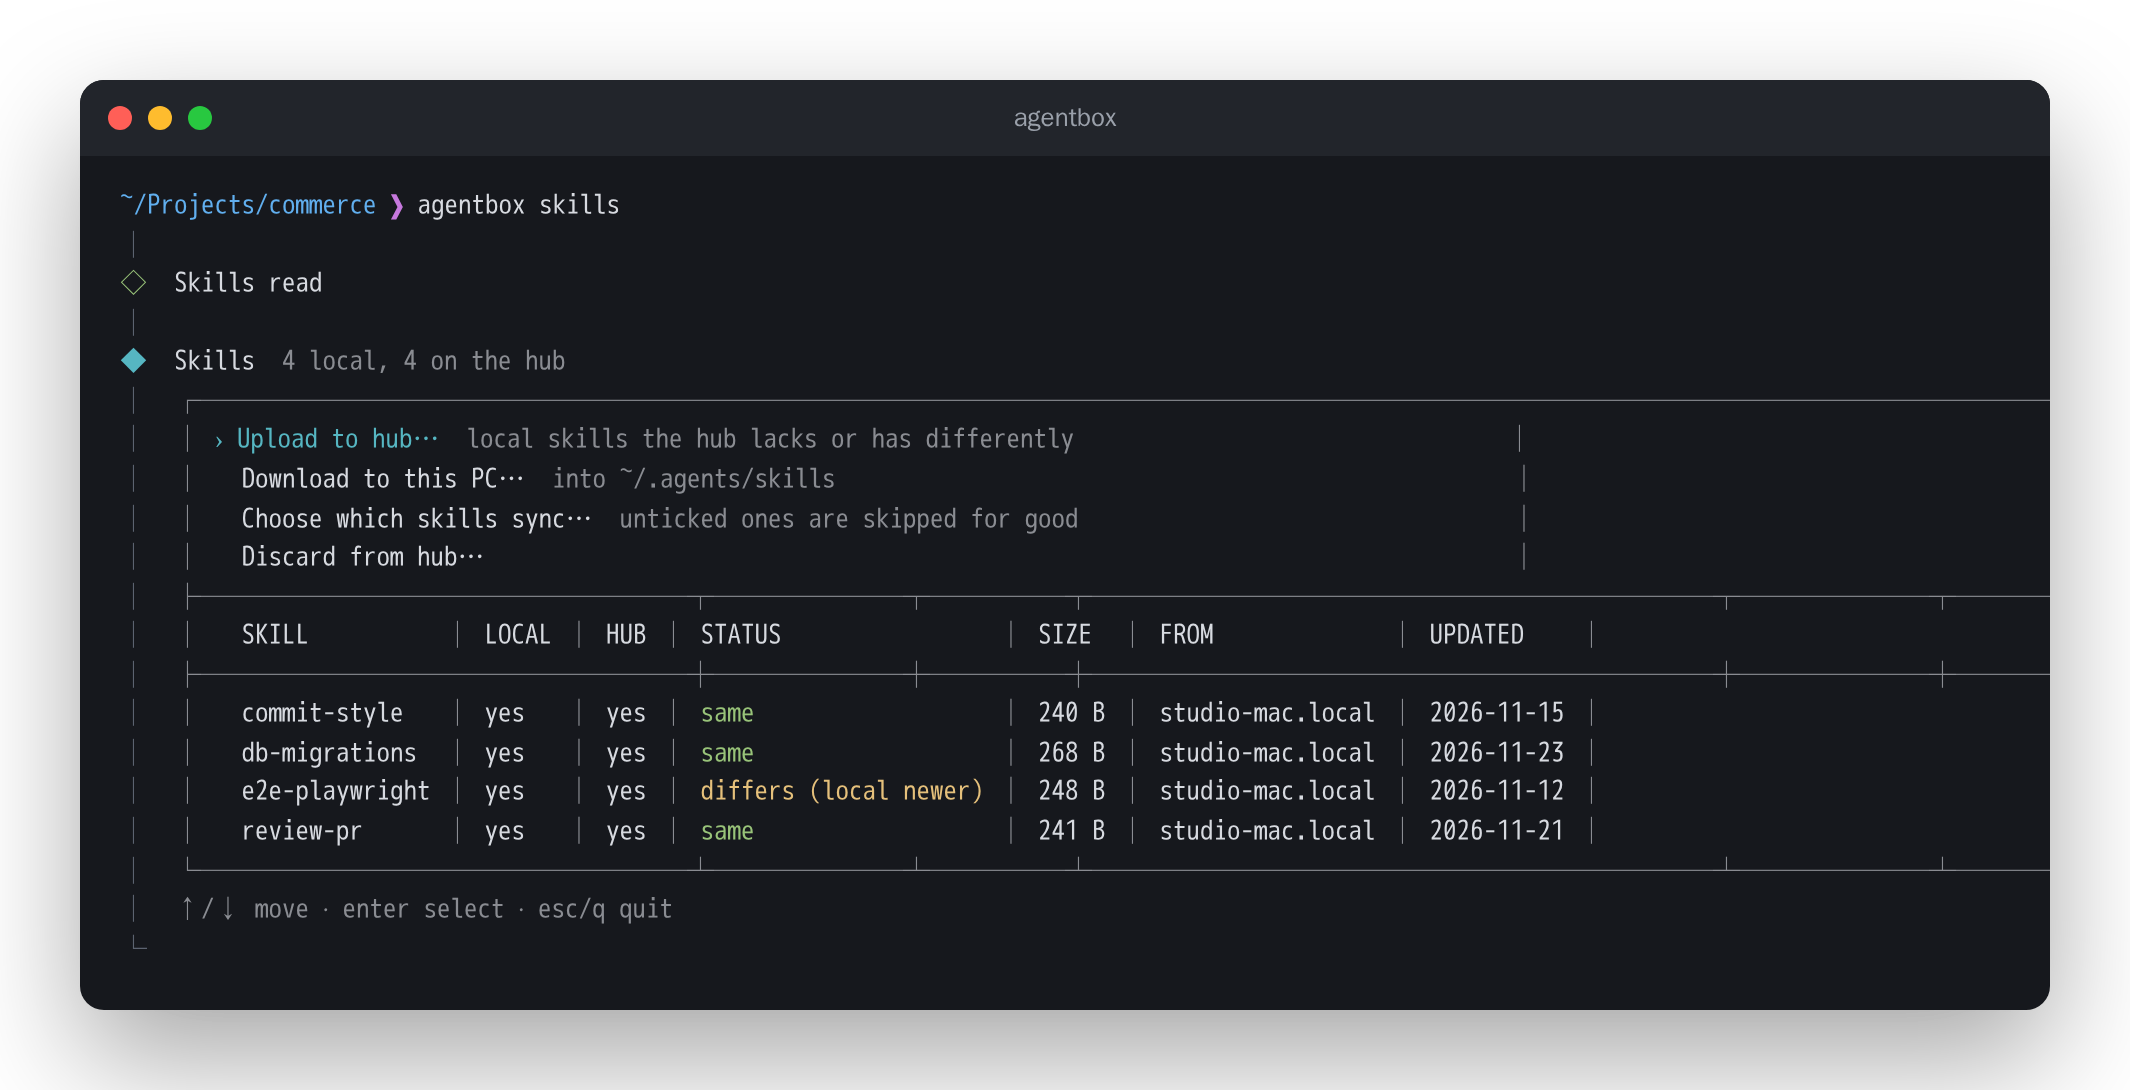 agentbox
~/Projects/commerce ❯ agentbox skills
Skills read
Skills 4 local, 4 on the hub
› Upload to hub… local skills the hub lacks or has differently
Download to this PC… into ~/.agents/skills
Choose which skills sync… unticked ones are skipped for good
Discard from hub…
SKILL │ LOCAL │ HUB │ STATUS │ SIZE │ FROM │ UPDATED │
commit-style │ yes │ yes │ same │ 240 B │ studio-mac.local │ 2026-11-15 │
db-migrations │ yes │ yes │ same │ 268 B │ studio-mac.local │ 2026-11-23 │
e2e-playwright │ yes │ yes │ differs (local newer) │ 248 B │ studio-mac.local │ 2026-11-12 │
review-pr │ yes │ yes │ same │ 241 B │ studio-mac.local │ 2026-11-21 │
↑/↓ move · enter select · esc/q quit